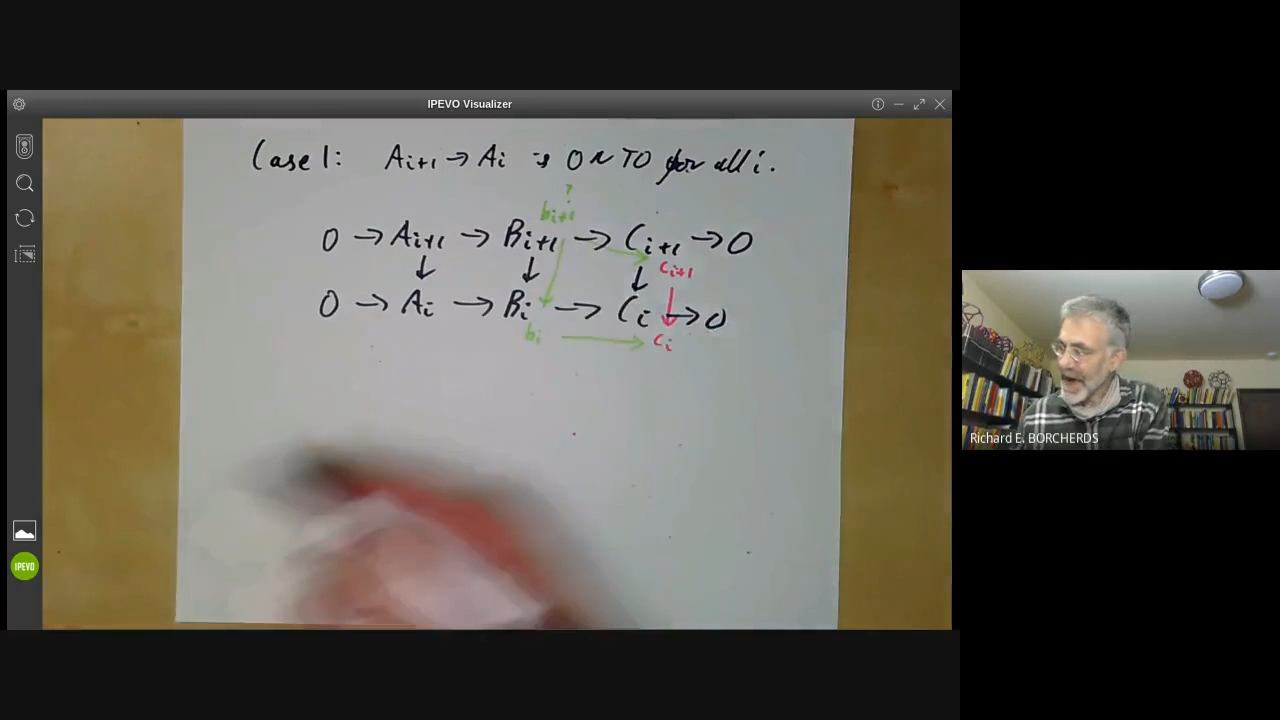 IPEVO Visualizer
Case 1: Ai+1 → Ai is ONTO for all i.
?
bi+1
0 → Ai+1 → Bi+1 → Ci+1 → 0
ci+1
↓ ↓ ↓ ↓
0 → Ai → Bi → Ci → 0
bi → ci
Richard E. BORCHERDS
IPEVO